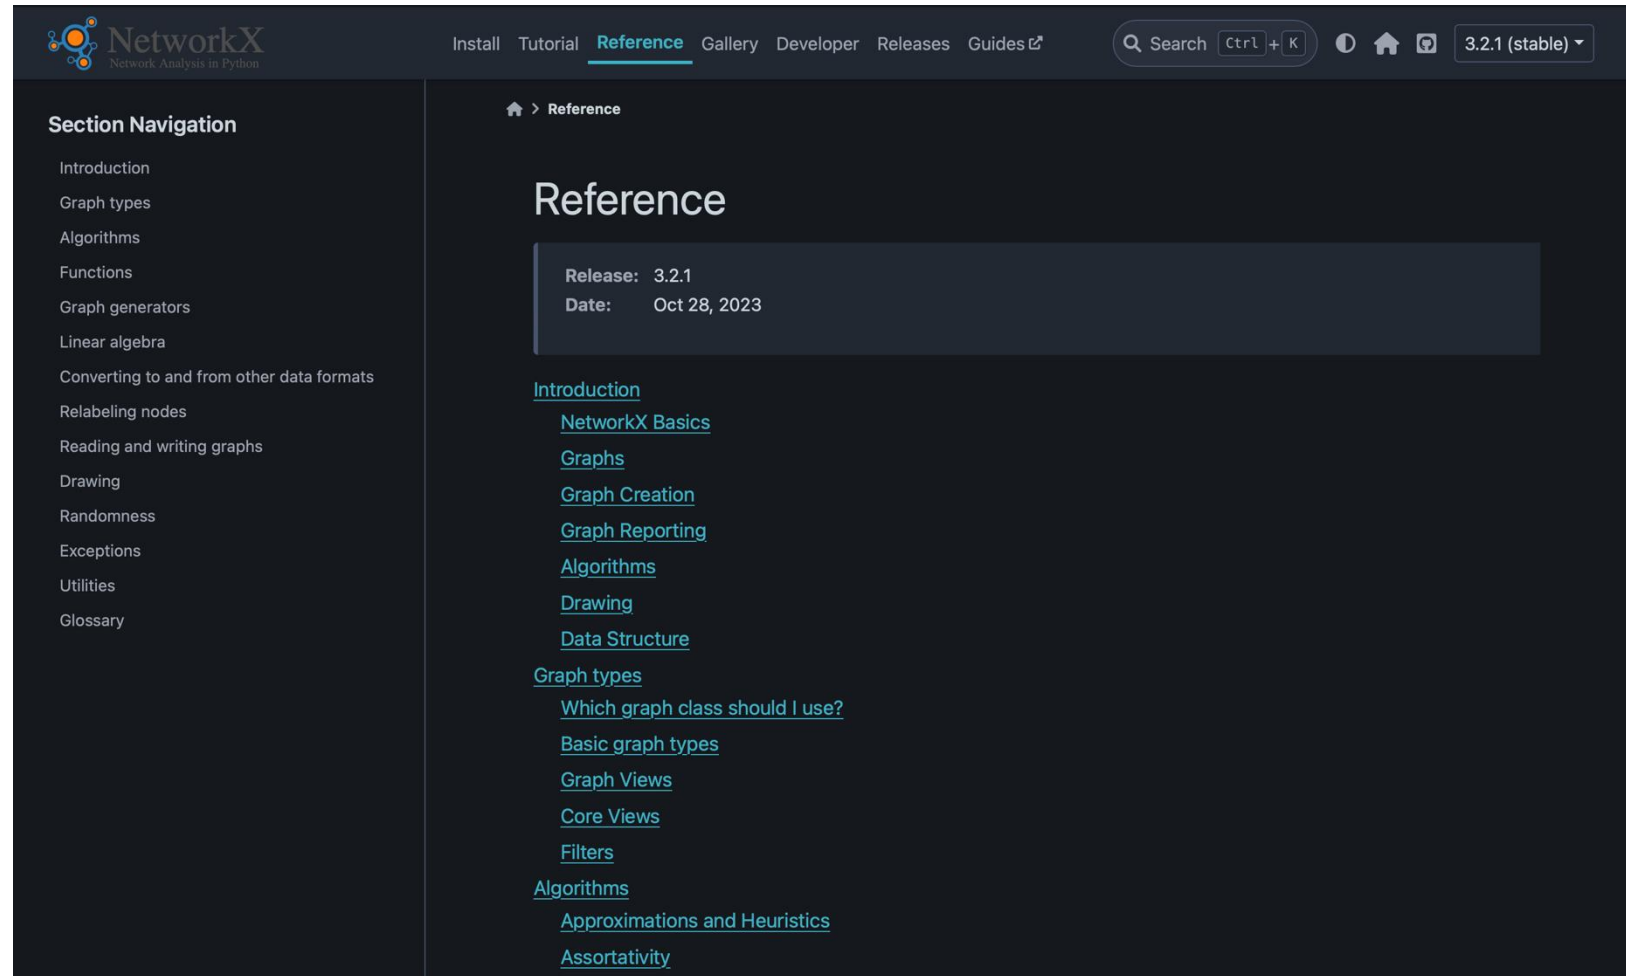 NetworkX
Network Analysis in Python
Install Tutorial Reference Gallery Developer Releases Guides
Search Ctrl + K
3.2.1 (stable)
Section Navigation
Introduction
Graph types
Algorithms
Functions
Graph generators
Linear algebra
Converting to and from other data formats
Relabeling nodes
Reading and writing graphs
Drawing
Randomness
Exceptions
Utilities
Glossary
> Reference
Reference
Release: 3.2.1
Date: Oct 28, 2023
Introduction
NetworkX Basics
Graphs
Graph Creation
Graph Reporting
Algorithms
Drawing
Data Structure
Graph types
Which graph class should I use?
Basic graph types
Graph Views
Core Views
Filters
Algorithms
Approximations and Heuristics
Assortativity